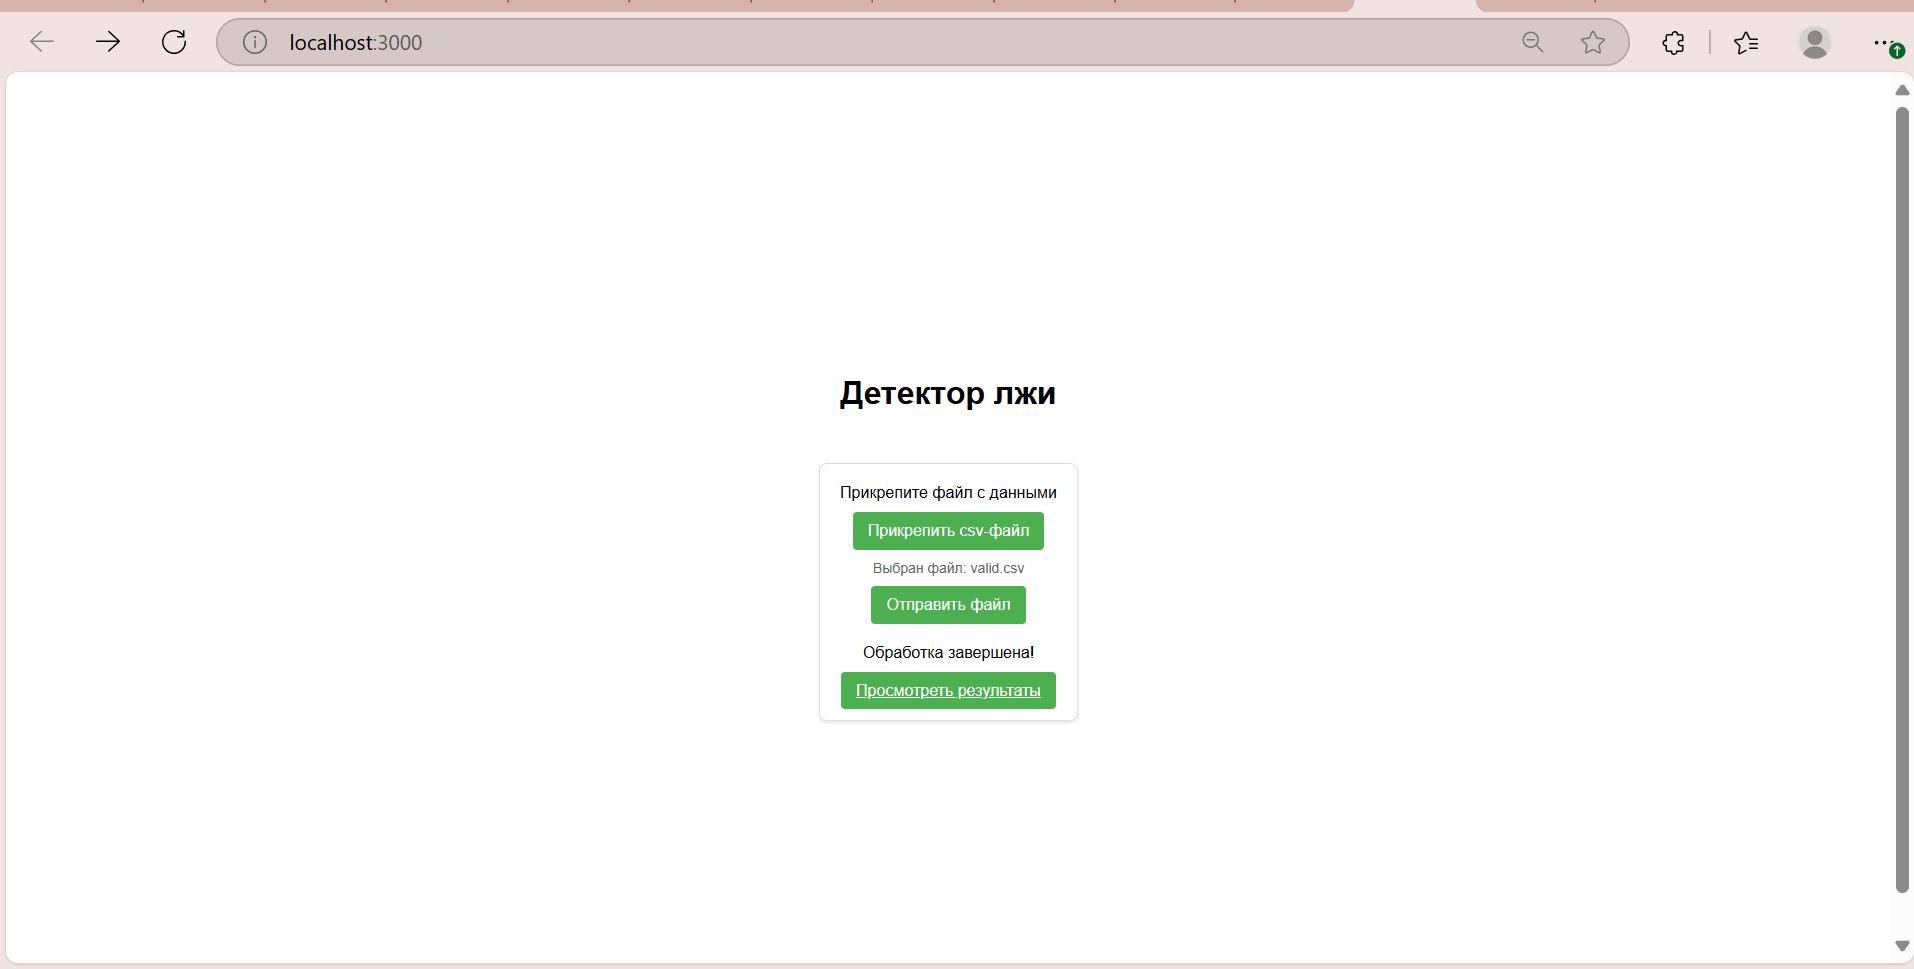 localhost:3000
Детектор лжи
Прикрепите файл с данными
Прикрепить csv-файл
Выбран файл: valid.csv
Отправить файл
Обработка завершена!
Просмотреть результаты